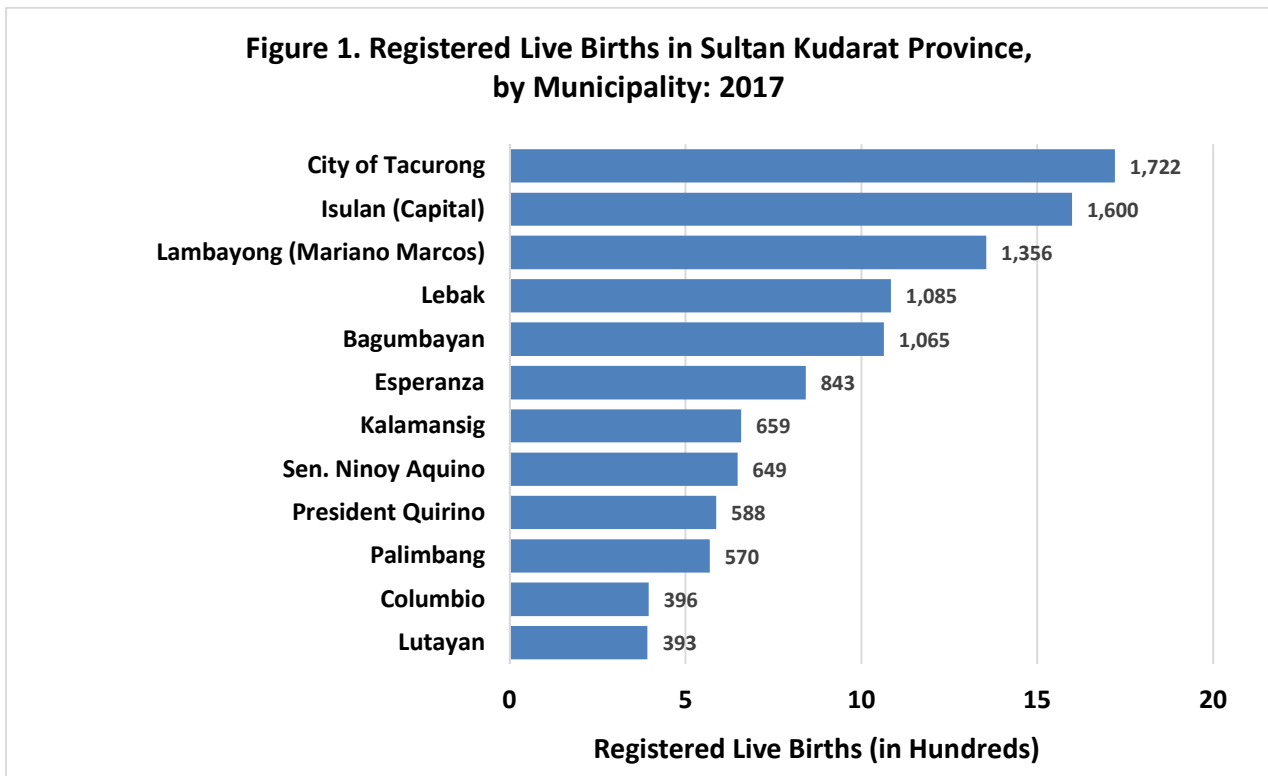 Figure 1. Registered Live Births in Sultan Kudarat Province,
by Municipality: 2017
City of Tacurong 1,722
Isulan (Capital) 1,600
Lambayong (Mariano Marcos) 1,356
Lebak 1,085
Bagumbayan 1,065
Esperanza 843
Kalamansig 659
Sen. Ninoy Aquino 649
President Quirino 588
Palimbang 570
Columbio 396
Lutayan 393
0 5 10 15 20
Registered Live Births (in Hundreds)